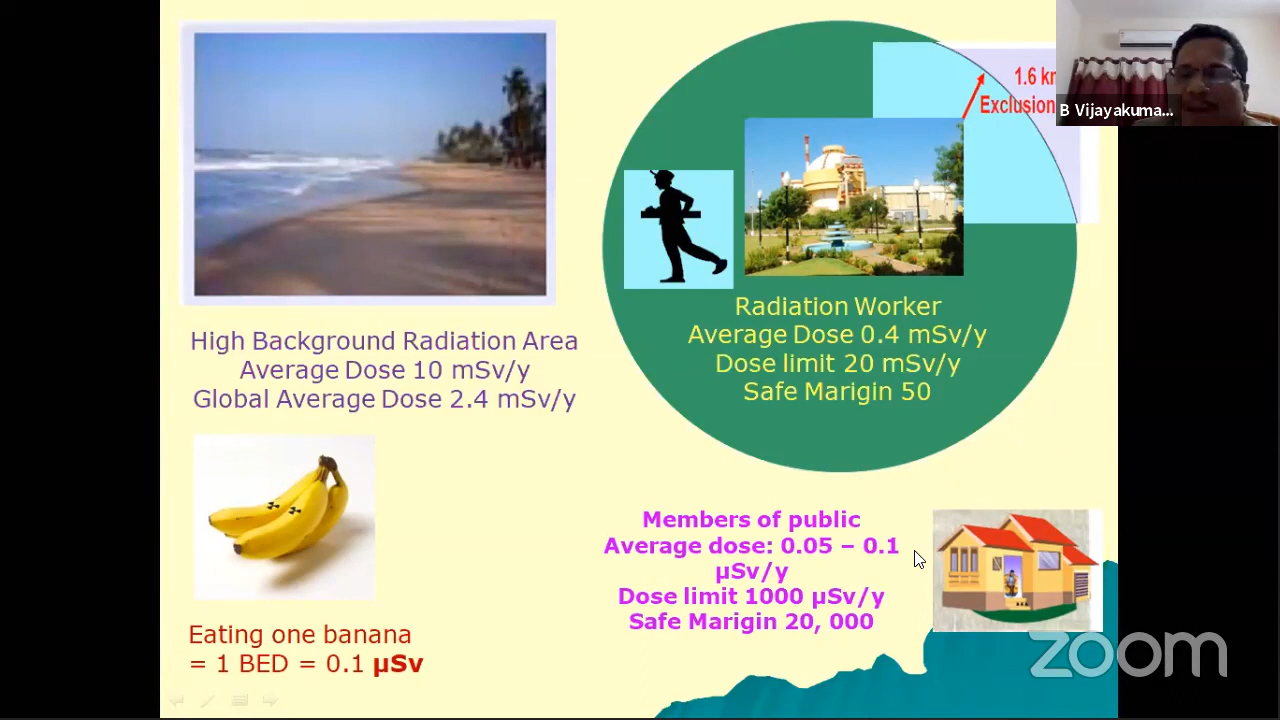 1.6 km
Exclusion
B Vijayakuma...
High Background Radiation Area
Average Dose 10 mSv/y
Global Average Dose 2.4 mSv/y
Radiation Worker
Average Dose 0.4 mSv/y
Dose limit 20 mSv/y
Safe Marigin 50
Members of public
Average dose: 0.05 – 0.1
µSv/y
Dose limit 1000 µSv/y
Safe Marigin 20, 000
Eating one banana
= 1 BED = 0.1 µSv
zoom